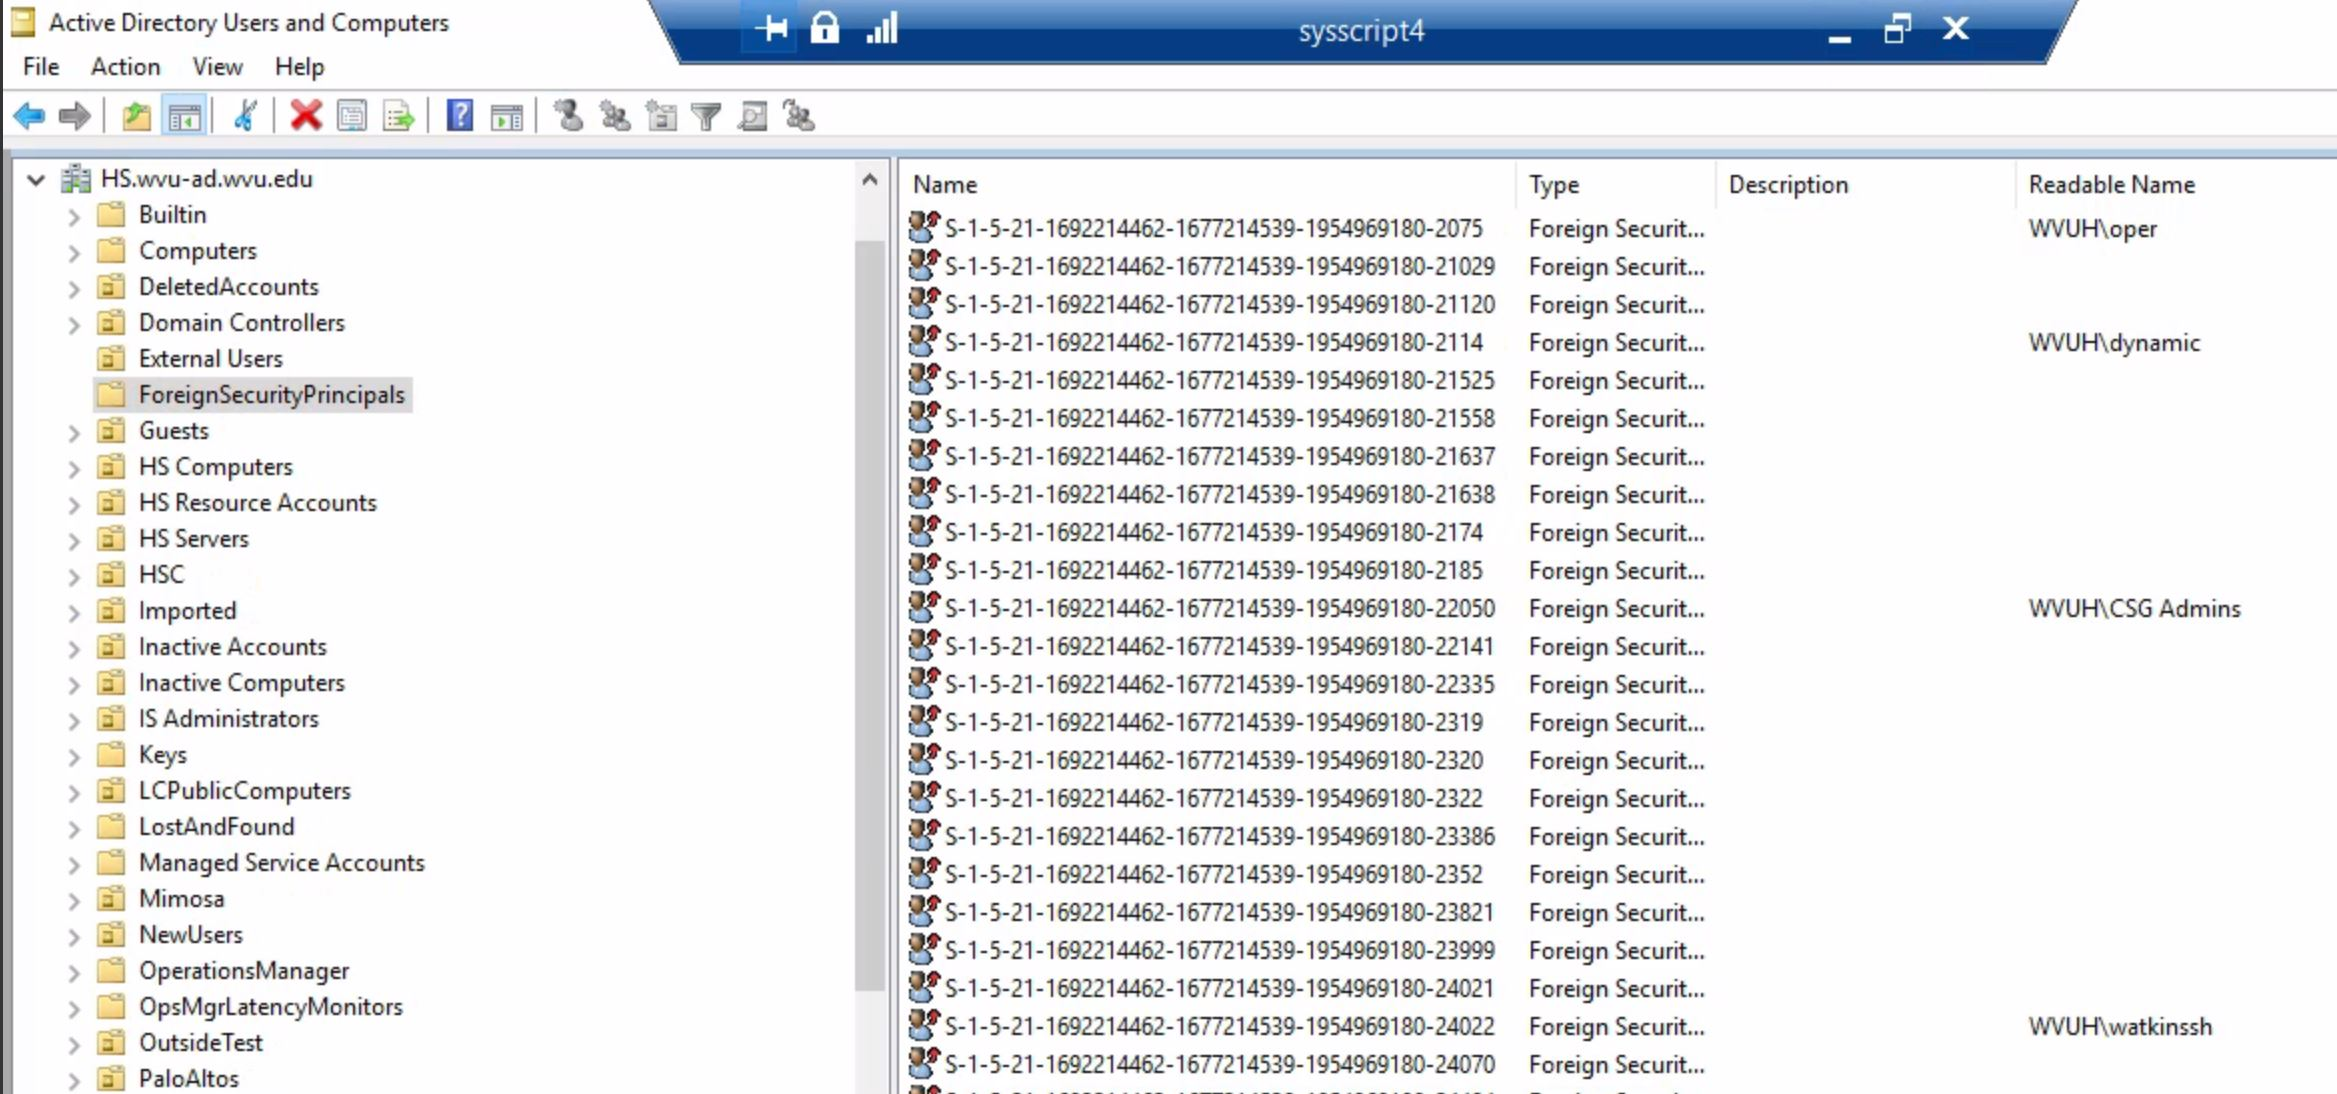 Active Directory Users and Computers
sysscript4
File Action View Help
HS.wvu-ad.wvu.edu
Builtin
Computers
DeletedAccounts
Domain Controllers
External Users
ForeignSecurityPrincipals
Guests
HS Computers
HS Resource Accounts
HS Servers
HSC
Imported
Inactive Accounts
Inactive Computers
IS Administrators
Keys
LCPublicComputers
LostAndFound
Managed Service Accounts
Mimosa
NewUsers
OperationsManager
OpsMgrLatencyMonitors
OutsideTest
PaloAltos
Name Type Description Readable Name
S-1-5-21-1692214462-1677214539-1954969180-2075 Foreign Securit... WVUH\oper
S-1-5-21-1692214462-1677214539-1954969180-21029 Foreign Securit...
S-1-5-21-1692214462-1677214539-1954969180-21120 Foreign Securit...
S-1-5-21-1692214462-1677214539-1954969180-2114 Foreign Securit... WVUH\dynamic
S-1-5-21-1692214462-1677214539-1954969180-21525 Foreign Securit...
S-1-5-21-1692214462-1677214539-1954969180-21558 Foreign Securit...
S-1-5-21-1692214462-1677214539-1954969180-21637 Foreign Securit...
S-1-5-21-1692214462-1677214539-1954969180-21638 Foreign Securit...
S-1-5-21-1692214462-1677214539-1954969180-2174 Foreign Securit...
S-1-5-21-1692214462-1677214539-1954969180-2185 Foreign Securit...
S-1-5-21-1692214462-1677214539-1954969180-22050 Foreign Securit... WVUH\CSG Admins
S-1-5-21-1692214462-1677214539-1954969180-22141 Foreign Securit...
S-1-5-21-1692214462-1677214539-1954969180-22335 Foreign Securit...
S-1-5-21-1692214462-1677214539-1954969180-2319 Foreign Securit...
S-1-5-21-1692214462-1677214539-1954969180-2320 Foreign Securit...
S-1-5-21-1692214462-1677214539-1954969180-2322 Foreign Securit...
S-1-5-21-1692214462-1677214539-1954969180-23386 Foreign Securit...
S-1-5-21-1692214462-1677214539-1954969180-2352 Foreign Securit...
S-1-5-21-1692214462-1677214539-1954969180-23821 Foreign Securit...
S-1-5-21-1692214462-1677214539-1954969180-23999 Foreign Securit...
S-1-5-21-1692214462-1677214539-1954969180-24021 Foreign Securit...
S-1-5-21-1692214462-1677214539-1954969180-24022 Foreign Securit... WVUH\watkinssh
S-1-5-21-1692214462-1677214539-1954969180-24070 Foreign Securit...